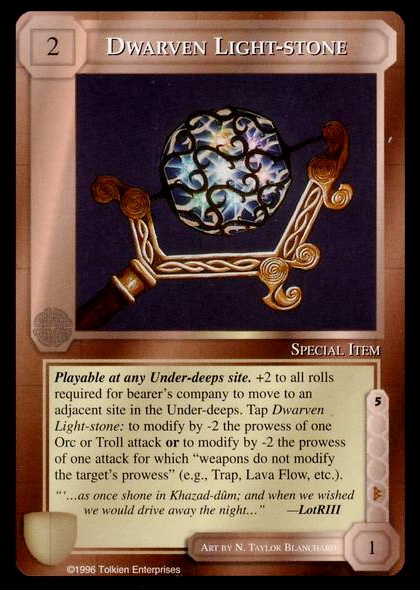 2
DWARVEN LIGHT-STONE
SPECIAL ITEM
Playable at any Under-deeps site. +2 to all rolls
required for bearer's company to move to an
adjacent site in the Under-deeps. Tap Dwarven
Light-stone: to modify by -2 the prowess of one
Orc or Troll attack or to modify by -2 the prowess
of one attack for which "weapons do not modify
the target's prowess" (e.g., Trap, Lava Flow, etc.).
"'…as once shone in Khazad-dûm; and when we wished
we would drive away the night…" —LotRIII
5
ART BY N. TAYLOR BLANCHARD
1
©1996 Tolkien Enterprises